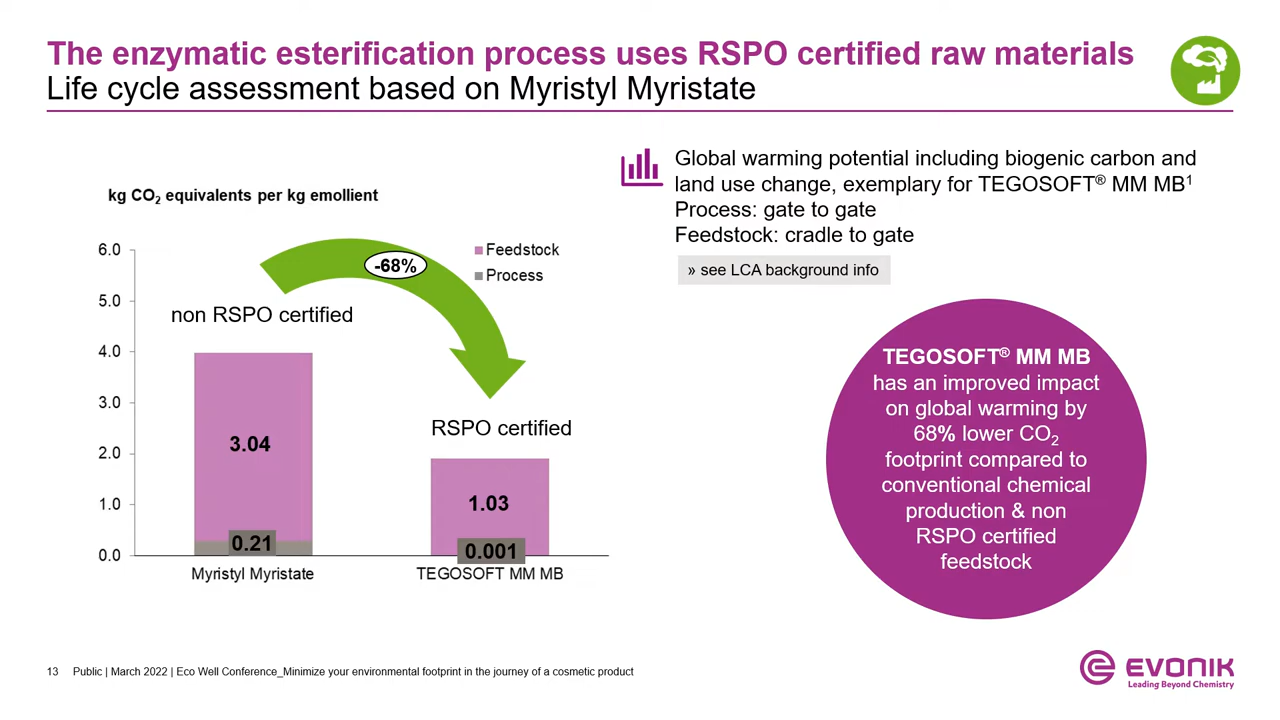 The enzymatic esterification process uses RSPO certified raw materials
Life cycle assessment based on Myristyl Myristate
kg CO₂ equivalents per kg emollient
6.0
5.0
4.0
3.0
2.0
1.0
0.0
-68%
Feedstock
Process
non RSPO certified
3.04
0.21
Myristyl Myristate
RSPO certified
1.03
0.001
TEGOSOFT MM MB
Global warming potential including biogenic carbon and
land use change, exemplary for TEGOSOFT® MM MB¹
Process: gate to gate
Feedstock: cradle to gate
» see LCA background info
TEGOSOFT® MM MB
has an improved impact
on global warming by
68% lower CO₂
footprint compared to
conventional chemical
production & non
RSPO certified
feedstock
13 Public | March 2022 | Eco Well Conference_Minimize your environmental footprint in the journey of a cosmetic product
EVONIK
Leading Beyond Chemistry